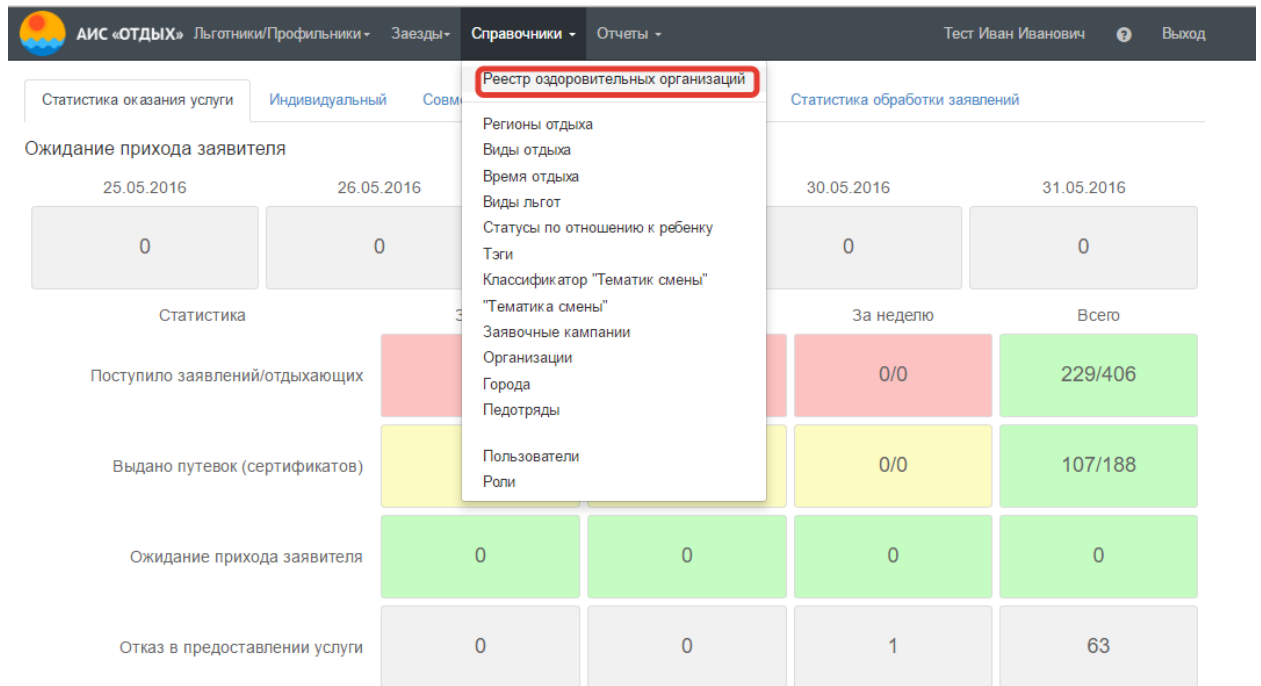 АИС «ОТДЫХ» Льготники/Профильники Заезды Справочники Отчеты Тест Иван Иванович ? Выход
Реестр оздоровительных организаций
Статистика оказания услуги Индивидуальный Совм Статистика обработки заявлений
Регионы отдыха
Ожидание прихода заявителя
Виды отдыха
Время отдыха
25.05.2016 26.05.2016 30.05.2016 31.05.2016
Виды льгот
Статусы по отношению к ребенку
0 0 0 0
Тэги
Классификатор "Тематик смены"
"Тематика смены"
Статистика За неделю Всего
Заявочные кампании
Организации
Поступило заявлений/отдыхающих 0/0 229/406
Города
Педотряды
Пользователи
Выдано путевок (сертификатов) 0/0 107/188
Роли
Ожидание прихода заявителя 0 0 0 0
Отказ в предоставлении услуги 0 0 1 63